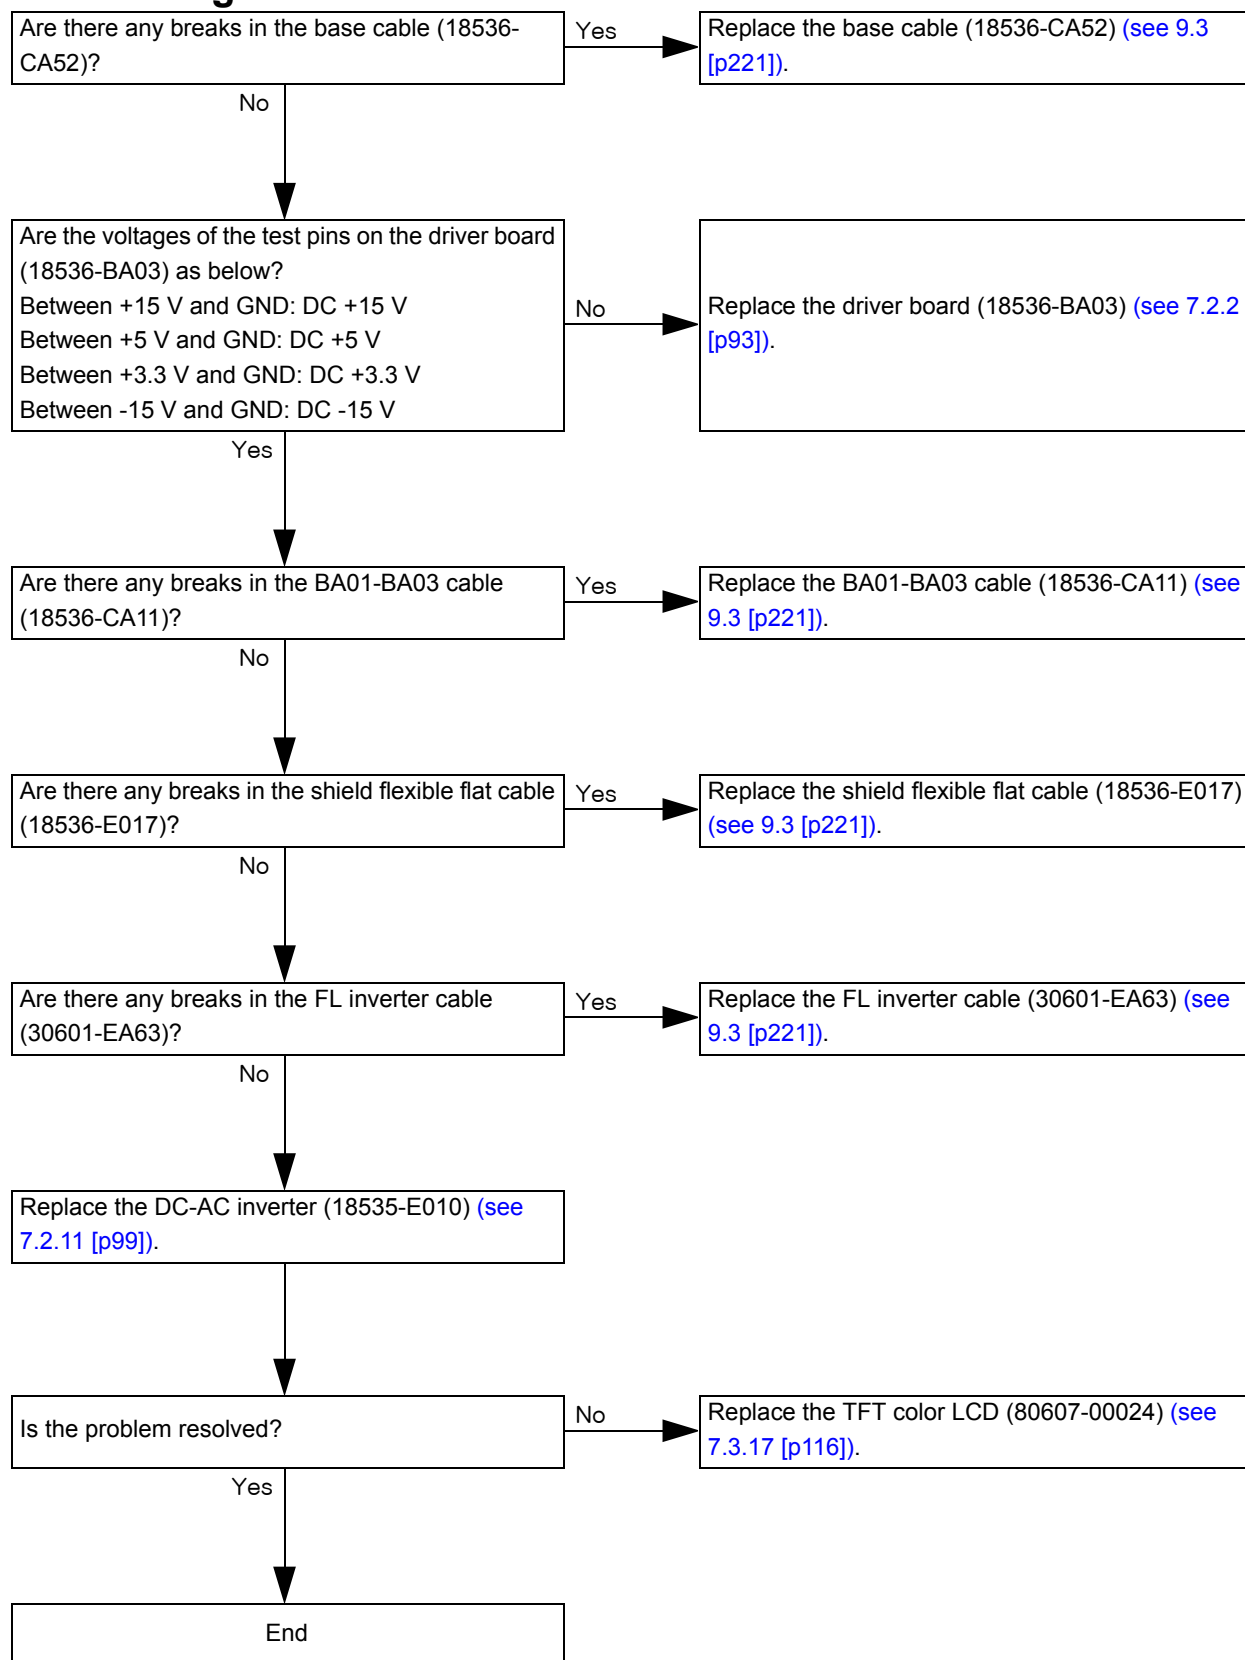 Are there any breaks in the base cable (18536-
CA52)?
Yes
Replace the base cable (18536-CA52) (see 9.3
[p221]).
No
Are the voltages of the test pins on the driver board
(18536-BA03) as below?
Between +15 V and GND: DC +15 V
Between +5 V and GND: DC +5 V
Between +3.3 V and GND: DC +3.3 V
Between -15 V and GND: DC -15 V
No
Replace the driver board (18536-BA03) (see 7.2.2
[p93]).
Yes
Are there any breaks in the BA01-BA03 cable
(18536-CA11)?
Yes
Replace the BA01-BA03 cable (18536-CA11) (see
9.3 [p221]).
No
Are there any breaks in the shield flexible flat cable
(18536-E017)?
Yes
Replace the shield flexible flat cable (18536-E017)
(see 9.3 [p221]).
No
Are there any breaks in the FL inverter cable
(30601-EA63)?
Yes
Replace the FL inverter cable (30601-EA63) (see
9.3 [p221]).
No
Replace the DC-AC inverter (18535-E010) (see
7.2.11 [p99]).
Is the problem resolved?
No
Replace the TFT color LCD (80607-00024) (see
7.3.17 [p116]).
Yes
End